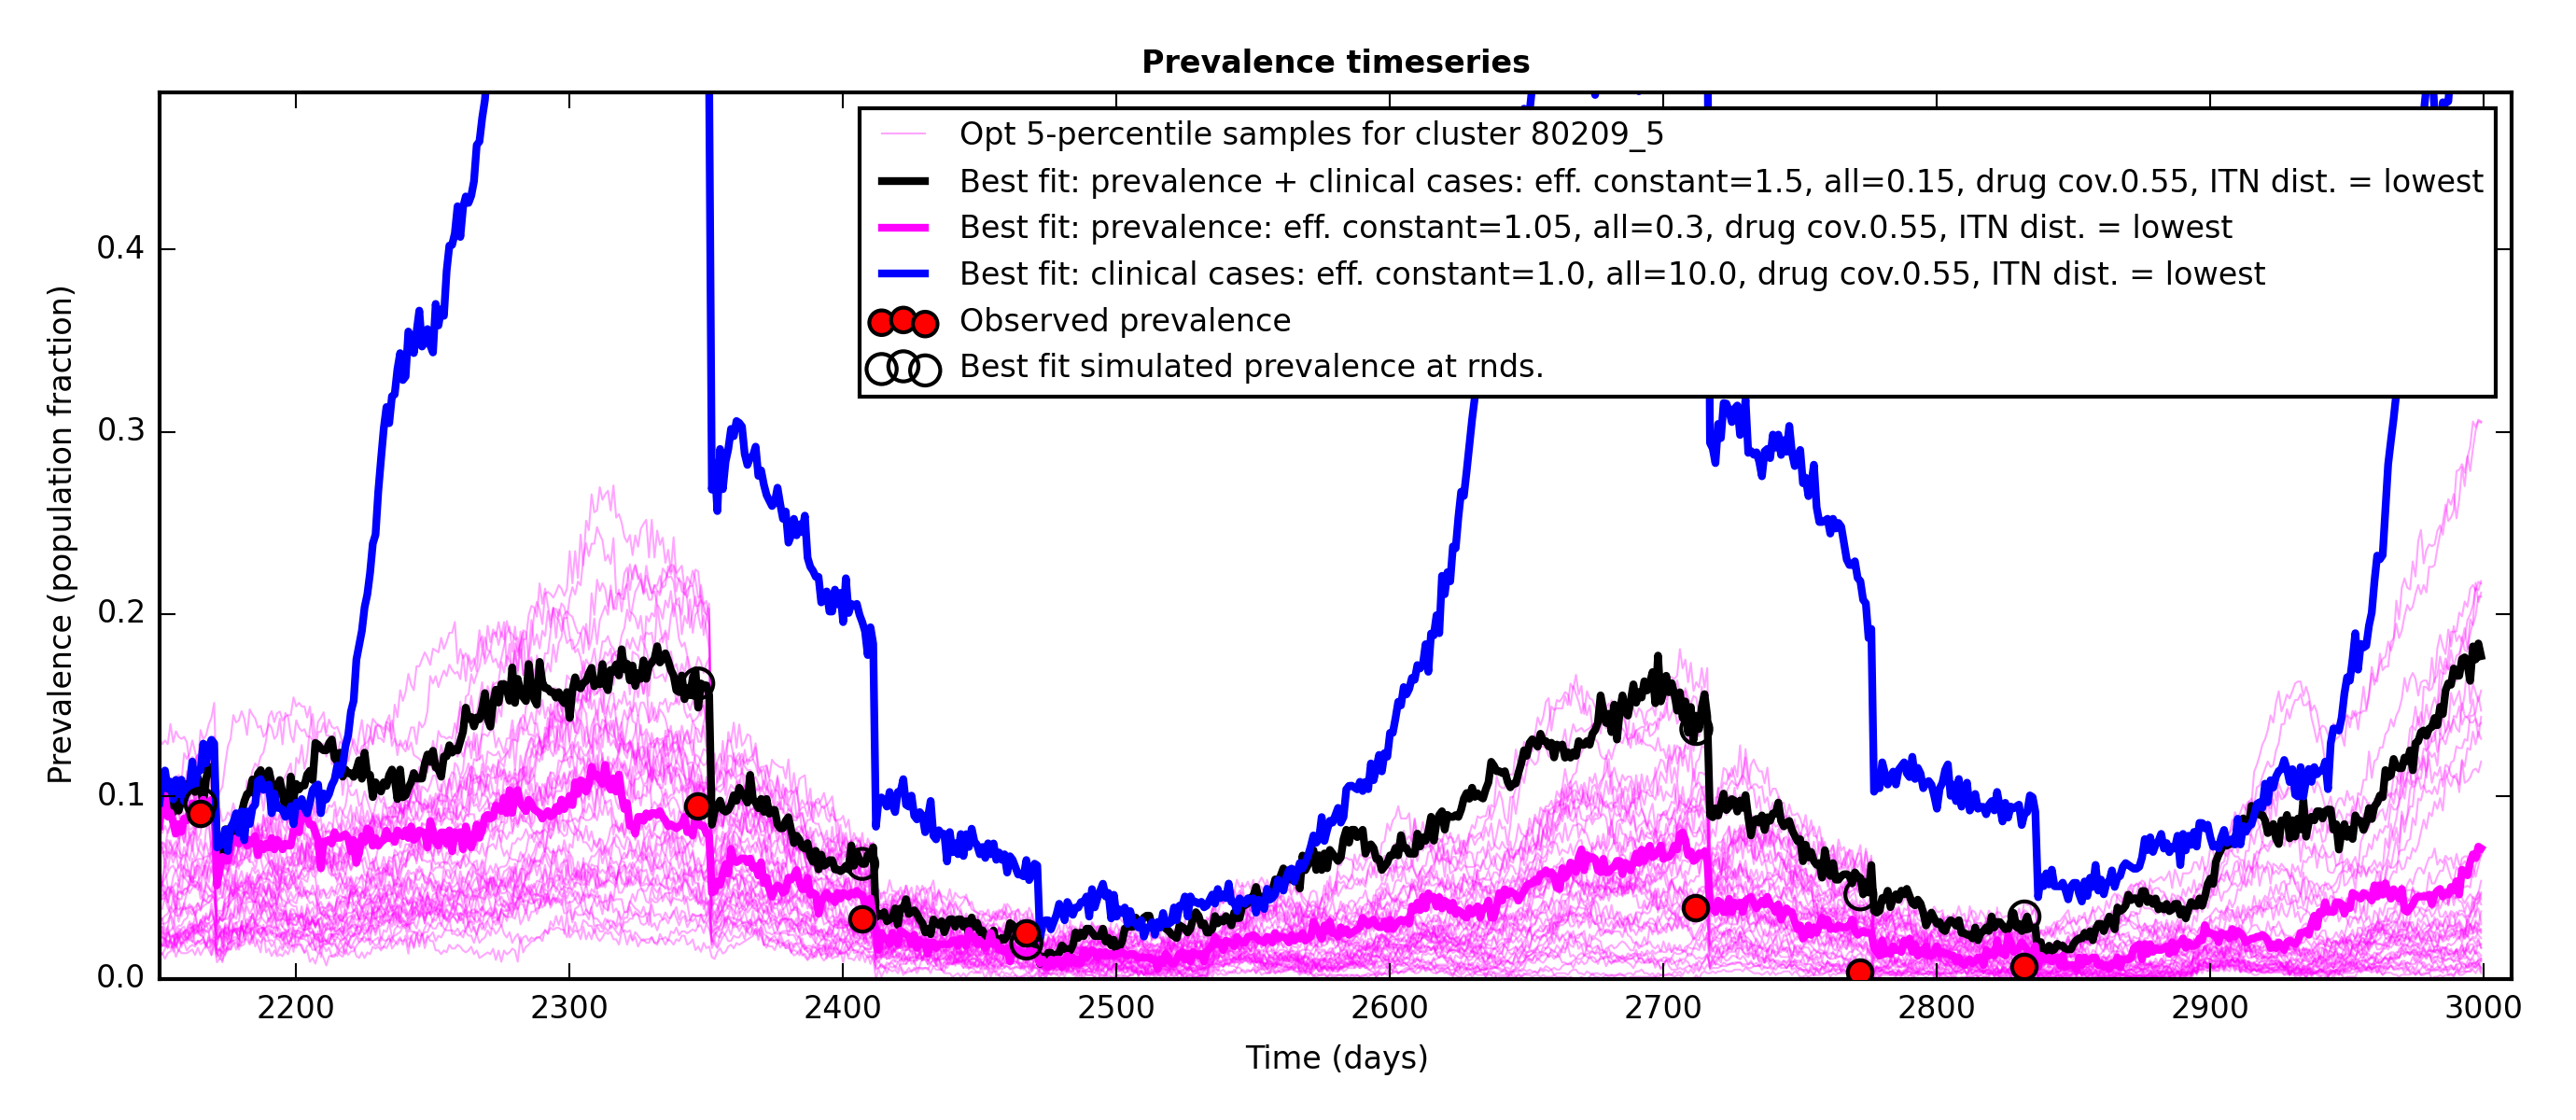 Prevalence timeseries
Opt 5-percentile samples for cluster 80209_5
Best fit: prevalence + clinical cases: eff. constant=1.5, all=0.15, drug cov.0.55, ITN dist. = lowest
Best fit: prevalence: eff. constant=1.05, all=0.3, drug cov.0.55, ITN dist. = lowest
Best fit: clinical cases: eff. constant=1.0, all=10.0, drug cov.0.55, ITN dist. = lowest
Observed prevalence
Best fit simulated prevalence at rnds.
Prevalence (population fraction)
0.4
0.3
0.2
0.1
0.0
2200 2300 2400 2500 2600 2700 2800 2900 3000
Time (days)